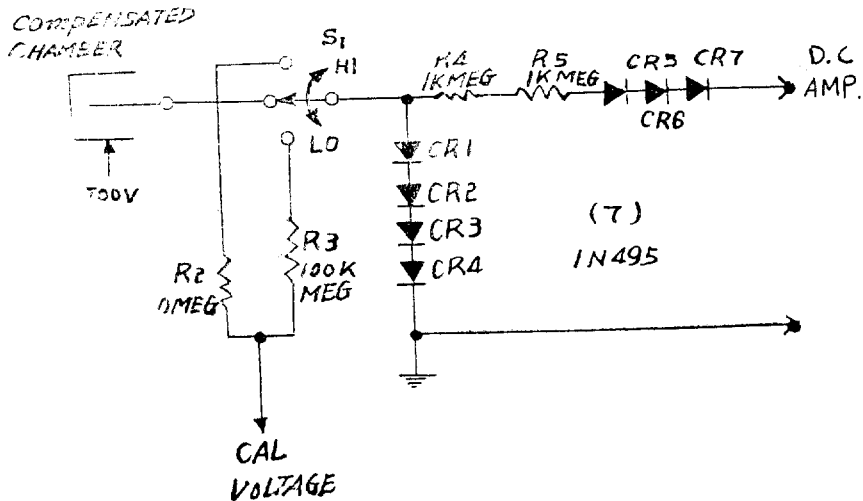 COMPENSATED
CHAMBER
S1
HI
LO
R4
1K MEG
R5
1K MEG
CR5
CR6
CR7
D.C
AMP.
700V
CR1
CR2
CR3
CR4
R2
R3
100K
MEG
(7)
1N495
CAL
VOLTAGE